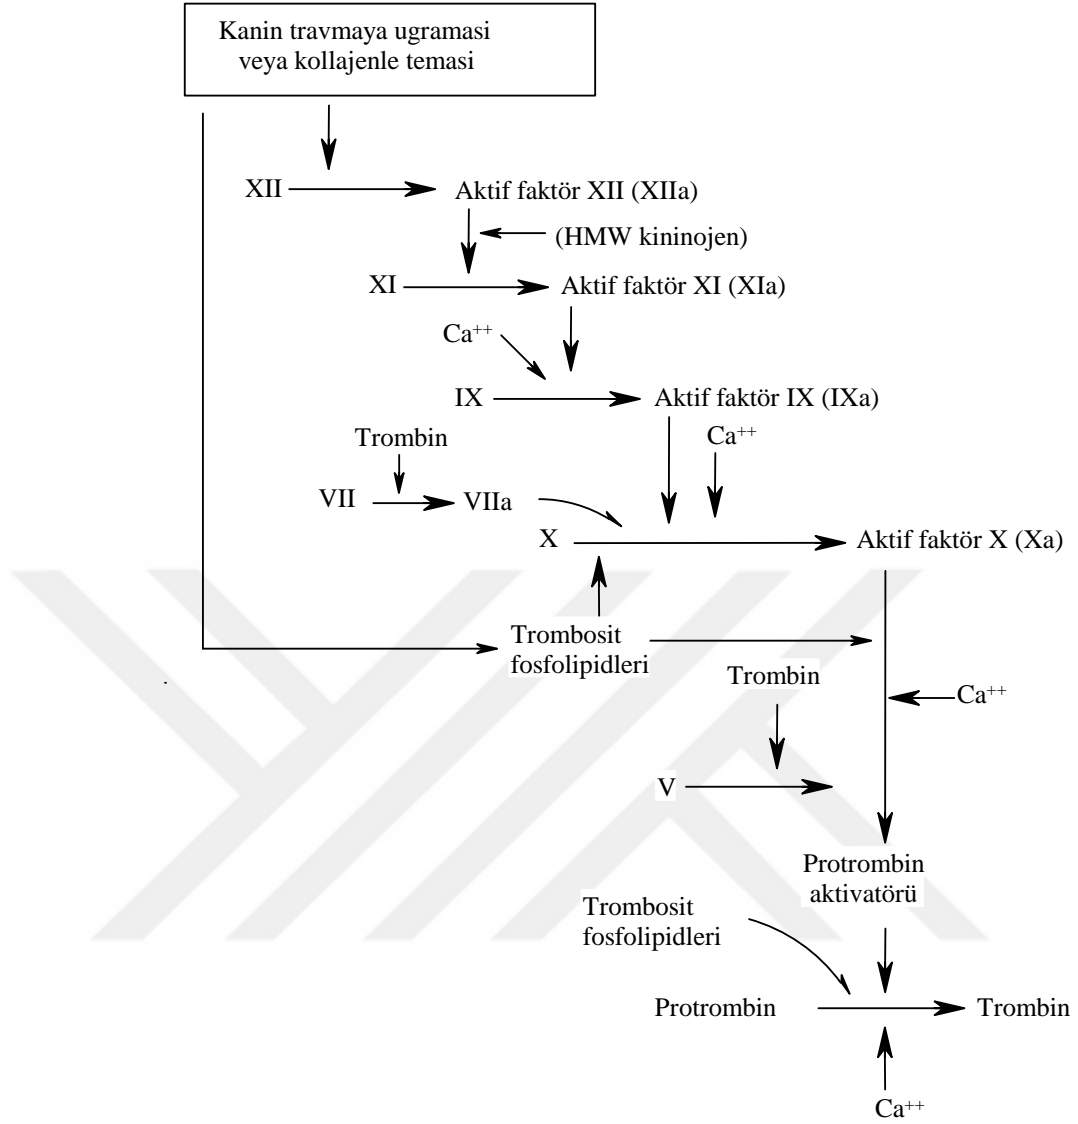 Kanin travmaya ugramasi
veya kollajenle temasi
XII
Aktif faktör XII (XIIa)
(HMW kininojen)
XI
Aktif faktör XI (XIa)
Ca⁺⁺
IX
Aktif faktör IX (IXa)
Trombin
Ca⁺⁺
VII
VIIa
X
Aktif faktör X (Xa)
Trombosit
fosfolipidleri
Trombin
Ca⁺⁺
V
Protrombin
aktivatörü
Trombosit
fosfolipidleri
Protrombin
Trombin
Ca⁺⁺